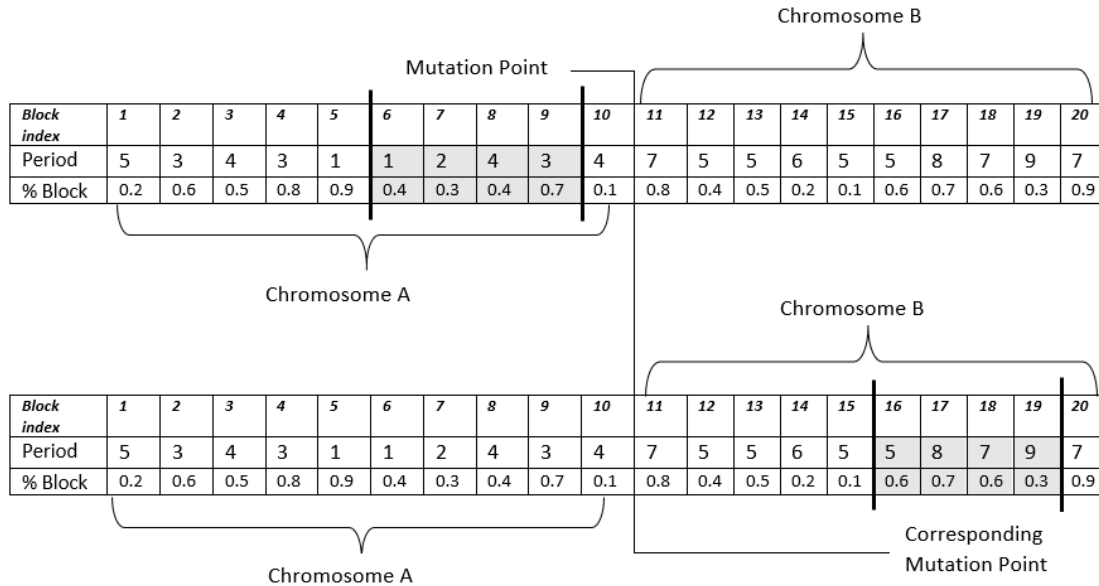 Chromosome B
Mutation Point
Block index 1 2 3 4 5 6 7 8 9 10 11 12 13 14 15 16 17 18 19 20
Period 5 3 4 3 1 1 2 4 3 4 7 5 5 6 5 5 8 7 9 7
% Block 0.2 0.6 0.5 0.8 0.9 0.4 0.3 0.4 0.7 0.1 0.8 0.4 0.5 0.2 0.1 0.6 0.7 0.6 0.3 0.9
Chromosome A
Chromosome B
Block index 1 2 3 4 5 6 7 8 9 10 11 12 13 14 15 16 17 18 19 20
Period 5 3 4 3 1 1 2 4 3 4 7 5 5 6 5 5 8 7 9 7
% Block 0.2 0.6 0.5 0.8 0.9 0.4 0.3 0.4 0.7 0.1 0.8 0.4 0.5 0.2 0.1 0.6 0.7 0.6 0.3 0.9
Chromosome A
Corresponding
Mutation Point